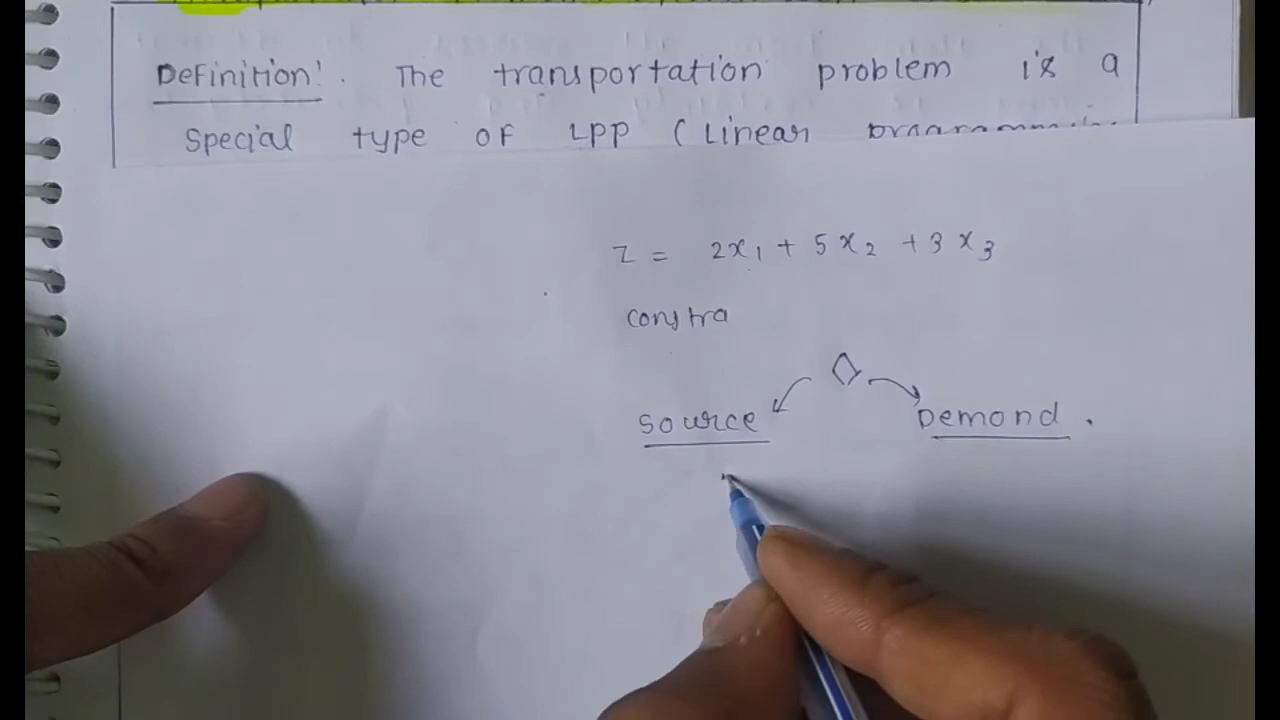 Definition:. The transportation problem is a
special type of LPP (Linear
Z = 2x1 + 5x2 + 3x3
constra
source Demond .